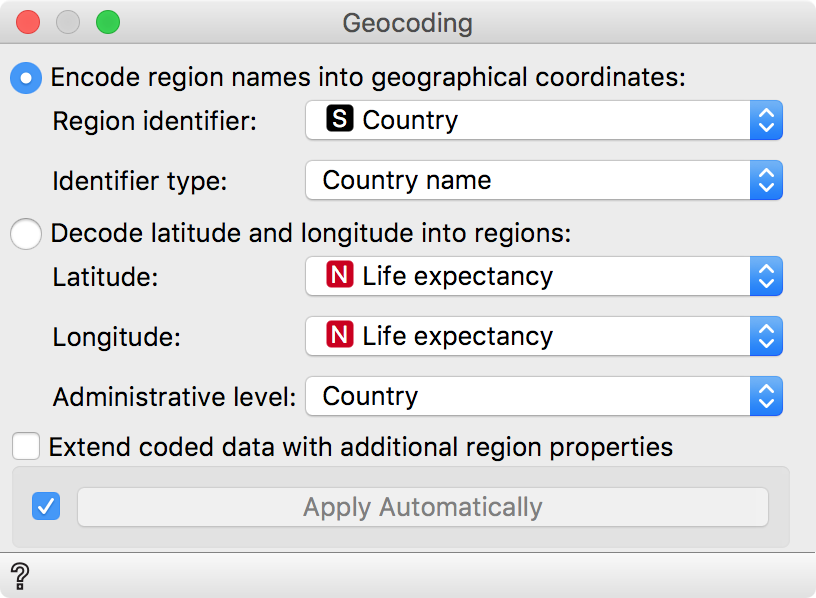 Geocoding
Encode region names into geographical coordinates:
Region identifier: S Country
Identifier type: Country name
Decode latitude and longitude into regions:
Latitude: N Life expectancy
Longitude: N Life expectancy
Administrative level: Country
Extend coded data with additional region properties
Apply Automatically
?